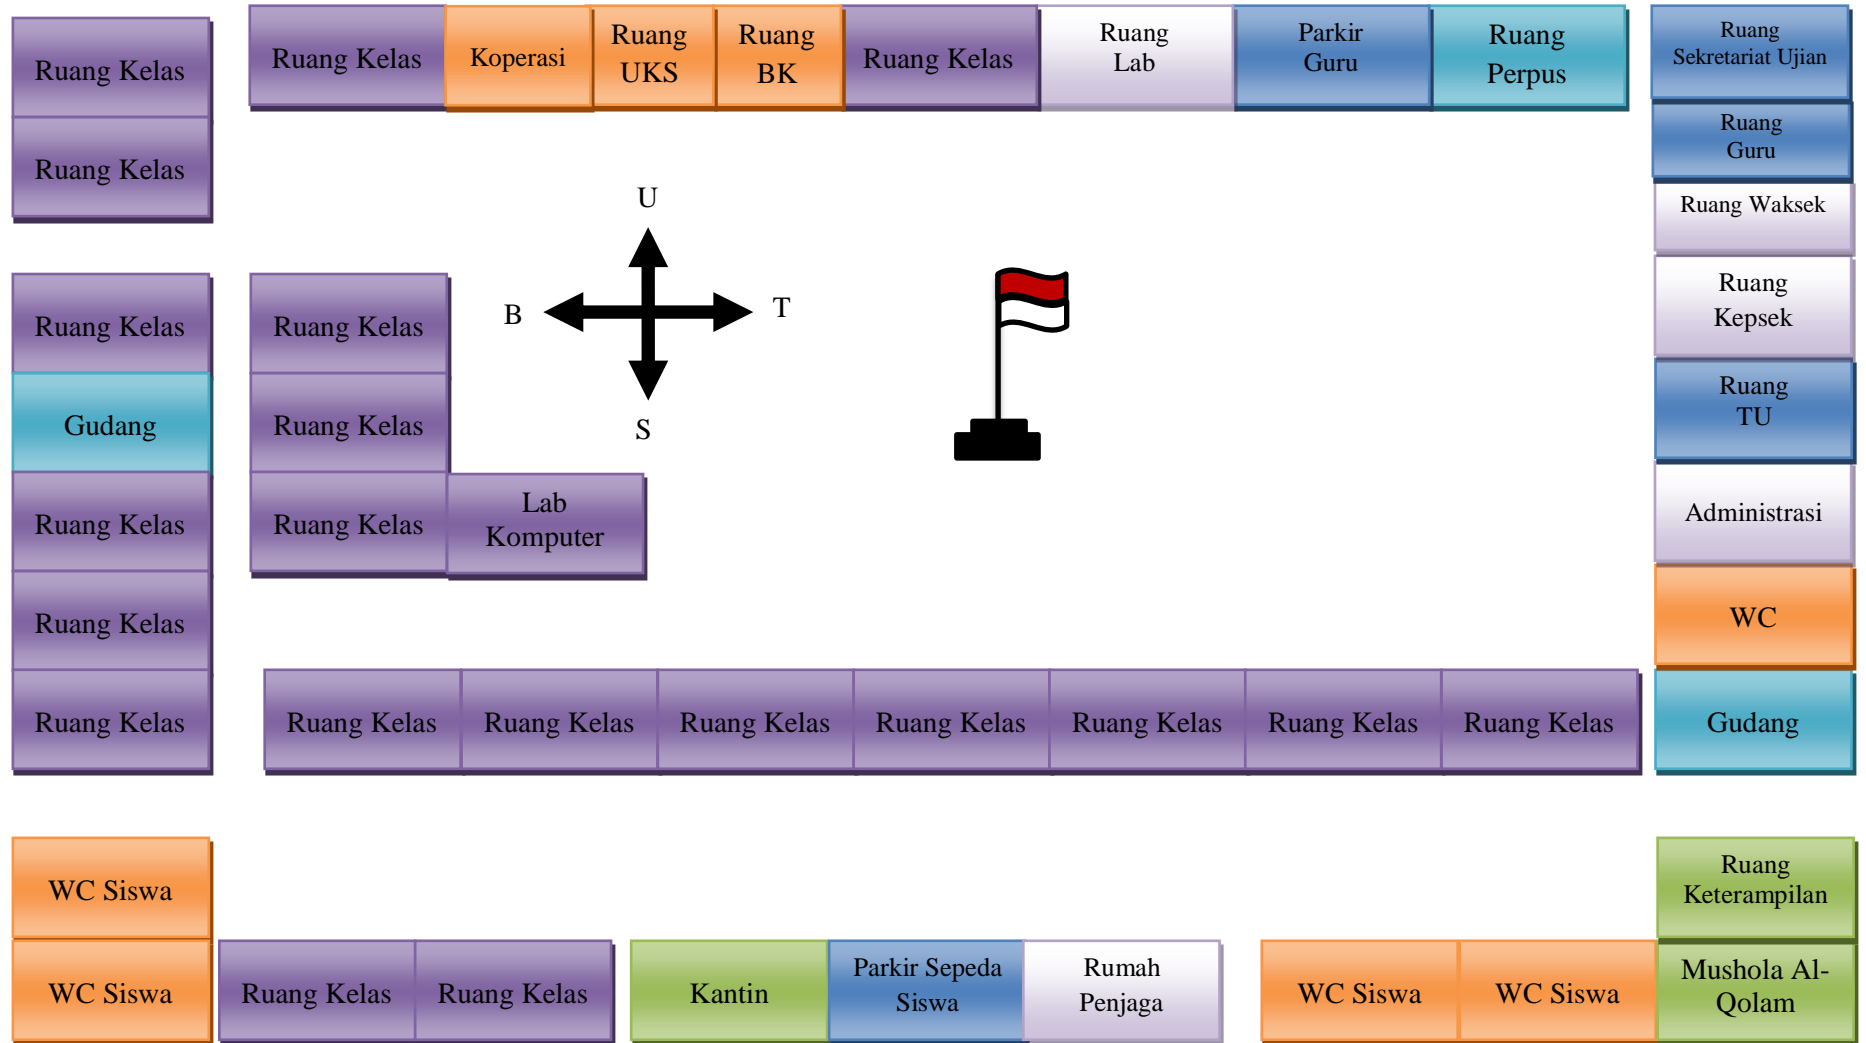 Ruang Kelas
Ruang Kelas
Ruang Kelas
Koperasi
Ruang
UKS
Ruang
BK
Ruang Kelas
Ruang
Lab
Parkir
Guru
Ruang
Perpus
Ruang
Sekretariat Ujian
Ruang
Guru
Ruang Waksek
Ruang
Kepsek
Ruang
TU
Administrasi
WC
Gudang
U
B
T
S
Ruang Kelas
Gudang
Ruang Kelas
Ruang Kelas
Ruang Kelas
Ruang Kelas
Ruang Kelas
Ruang Kelas
Lab
Komputer
Ruang Kelas
Ruang Kelas
Ruang Kelas
Ruang Kelas
Ruang Kelas
Ruang Kelas
Ruang Kelas
WC Siswa
WC Siswa
Ruang Kelas
Ruang Kelas
Kantin
Parkir Sepeda
Siswa
Rumah
Penjaga
WC Siswa
WC Siswa
Ruang
Keterampilan
Mushola Al-
Qolam